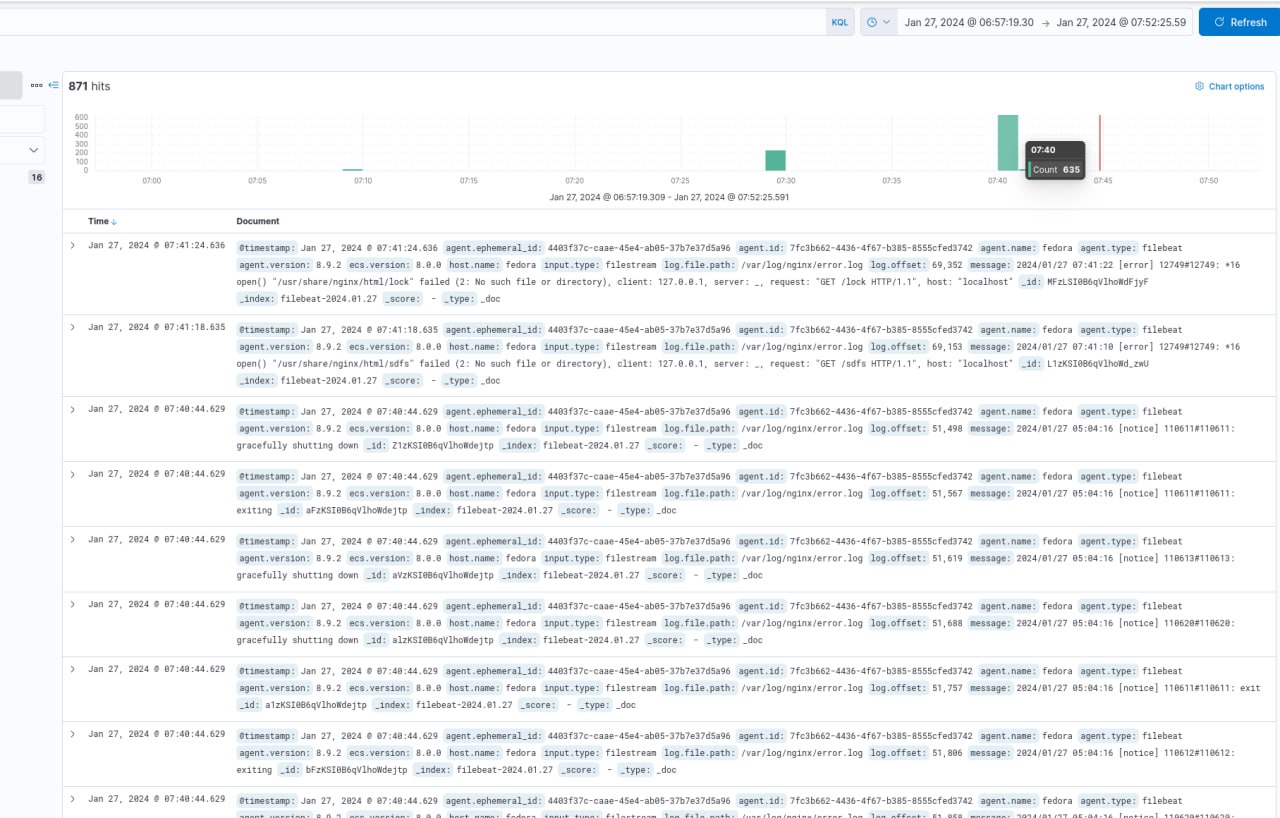 KQL Jan 27, 2024 @ 06:57:19.30 → Jan 27, 2024 @ 07:52:25.59 Refresh
871 hits Chart options
600
500
400
300
200
100
0
07:40
Count 635
07:00 07:05 07:10 07:15 07:20 07:25 07:30 07:35 07:40 07:45 07:50
16
Jan 27, 2024 @ 06:57:19.309 - Jan 27, 2024 @ 07:52:25.591
Time ↓ Document
Jan 27, 2024 @ 07:41:24.636 @timestamp: Jan 27, 2024 @ 07:41:24.636 agent.ephemeral_id: 4403f37c-caae-45e4-ab05-37b7e37d5a96 agent.id: 7fc3b662-4436-4f67-b385-8555cfed3742 agent.name: fedora agent.type: filebeat
agent.version: 8.9.2 ecs.version: 8.0.0 host.name: fedora input.type: filestream log.file.path: /var/log/nginx/error.log log.offset: 69,352 message: 2024/01/27 07:41:22 [error] 12749#12749: *16
open() "/usr/share/nginx/html/lock" failed (2: No such file or directory), client: 127.0.0.1, server: _, request: "GET /lock HTTP/1.1", host: "localhost" _id: MFzLSI0B6qVlhoWdFjyF
_index: filebeat-2024.01.27 _score: - _type: _doc
Jan 27, 2024 @ 07:41:18.635 @timestamp: Jan 27, 2024 @ 07:41:18.635 agent.ephemeral_id: 4403f37c-caae-45e4-ab05-37b7e37d5a96 agent.id: 7fc3b662-4436-4f67-b385-8555cfed3742 agent.name: fedora agent.type: filebeat
agent.version: 8.9.2 ecs.version: 8.0.0 host.name: fedora input.type: filestream log.file.path: /var/log/nginx/error.log log.offset: 69,153 message: 2024/01/27 07:41:10 [error] 12749#12749: *16
open() "/usr/share/nginx/html/sdfs" failed (2: No such file or directory), client: 127.0.0.1, server: _, request: "GET /sdfs HTTP/1.1", host: "localhost" _id: L1zKSI0B6qVlhoWd_zwU
_index: filebeat-2024.01.27 _score: - _type: _doc
Jan 27, 2024 @ 07:40:44.629 @timestamp: Jan 27, 2024 @ 07:40:44.629 agent.ephemeral_id: 4403f37c-caae-45e4-ab05-37b7e37d5a96 agent.id: 7fc3b662-4436-4f67-b385-8555cfed3742 agent.name: fedora agent.type: filebeat
agent.version: 8.9.2 ecs.version: 8.0.0 host.name: fedora input.type: filestream log.file.path: /var/log/nginx/error.log log.offset: 51,498 message: 2024/01/27 05:04:16 [notice] 110611#110611:
gracefully shutting down _id: Z1zKSI0B6qVlhoWdejtp _index: filebeat-2024.01.27 _score: - _type: _doc
Jan 27, 2024 @ 07:40:44.629 @timestamp: Jan 27, 2024 @ 07:40:44.629 agent.ephemeral_id: 4403f37c-caae-45e4-ab05-37b7e37d5a96 agent.id: 7fc3b662-4436-4f67-b385-8555cfed3742 agent.name: fedora agent.type: filebeat
agent.version: 8.9.2 ecs.version: 8.0.0 host.name: fedora input.type: filestream log.file.path: /var/log/nginx/error.log log.offset: 51,567 message: 2024/01/27 05:04:16 [notice] 110611#110611:
exiting _id: aFzKSI0B6qVlhoWdejtp _index: filebeat-2024.01.27 _score: - _type: _doc
Jan 27, 2024 @ 07:40:44.629 @timestamp: Jan 27, 2024 @ 07:40:44.629 agent.ephemeral_id: 4403f37c-caae-45e4-ab05-37b7e37d5a96 agent.id: 7fc3b662-4436-4f67-b385-8555cfed3742 agent.name: fedora agent.type: filebeat
agent.version: 8.9.2 ecs.version: 8.0.0 host.name: fedora input.type: filestream log.file.path: /var/log/nginx/error.log log.offset: 51,619 message: 2024/01/27 05:04:16 [notice] 110613#110613:
gracefully shutting down _id: aVzKSI0B6qVlhoWdejtp _index: filebeat-2024.01.27 _score: - _type: _doc
Jan 27, 2024 @ 07:40:44.629 @timestamp: Jan 27, 2024 @ 07:40:44.629 agent.ephemeral_id: 4403f37c-caae-45e4-ab05-37b7e37d5a96 agent.id: 7fc3b662-4436-4f67-b385-8555cfed3742 agent.name: fedora agent.type: filebeat
agent.version: 8.9.2 ecs.version: 8.0.0 host.name: fedora input.type: filestream log.file.path: /var/log/nginx/error.log log.offset: 51,688 message: 2024/01/27 05:04:16 [notice] 110620#110620:
gracefully shutting down _id: alzKSI0B6qVlhoWdejtp _index: filebeat-2024.01.27 _score: - _type: _doc
Jan 27, 2024 @ 07:40:44.629 @timestamp: Jan 27, 2024 @ 07:40:44.629 agent.ephemeral_id: 4403f37c-caae-45e4-ab05-37b7e37d5a96 agent.id: 7fc3b662-4436-4f67-b385-8555cfed3742 agent.name: fedora agent.type: filebeat
agent.version: 8.9.2 ecs.version: 8.0.0 host.name: fedora input.type: filestream log.file.path: /var/log/nginx/error.log log.offset: 51,757 message: 2024/01/27 05:04:16 [notice] 110611#110611: exit
_id: a1zKSI0B6qVlhoWdejtp _index: filebeat-2024.01.27 _score: - _type: _doc
Jan 27, 2024 @ 07:40:44.629 @timestamp: Jan 27, 2024 @ 07:40:44.629 agent.ephemeral_id: 4403f37c-caae-45e4-ab05-37b7e37d5a96 agent.id: 7fc3b662-4436-4f67-b385-8555cfed3742 agent.name: fedora agent.type: filebeat
agent.version: 8.9.2 ecs.version: 8.0.0 host.name: fedora input.type: filestream log.file.path: /var/log/nginx/error.log log.offset: 51,806 message: 2024/01/27 05:04:16 [notice] 110612#110612:
exiting _id: bFzKSI0B6qVlhoWdejtp _index: filebeat-2024.01.27 _score: - _type: _doc
Jan 27, 2024 @ 07:40:44.629 @timestamp: Jan 27, 2024 @ 07:40:44.629 agent.ephemeral_id: 4403f37c-caae-45e4-ab05-37b7e37d5a96 agent.id: 7fc3b662-4436-4f67-b385-8555cfed3742 agent.name: fedora agent.type: filebeat